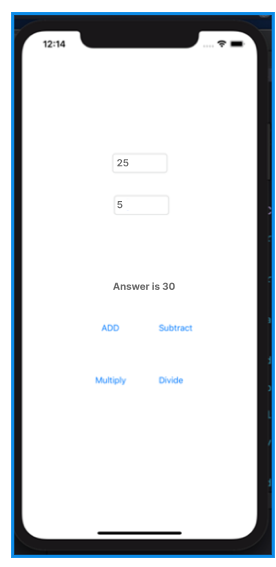 12:14
25
5
Answer is 30
ADD Subtract
Multiply Divide